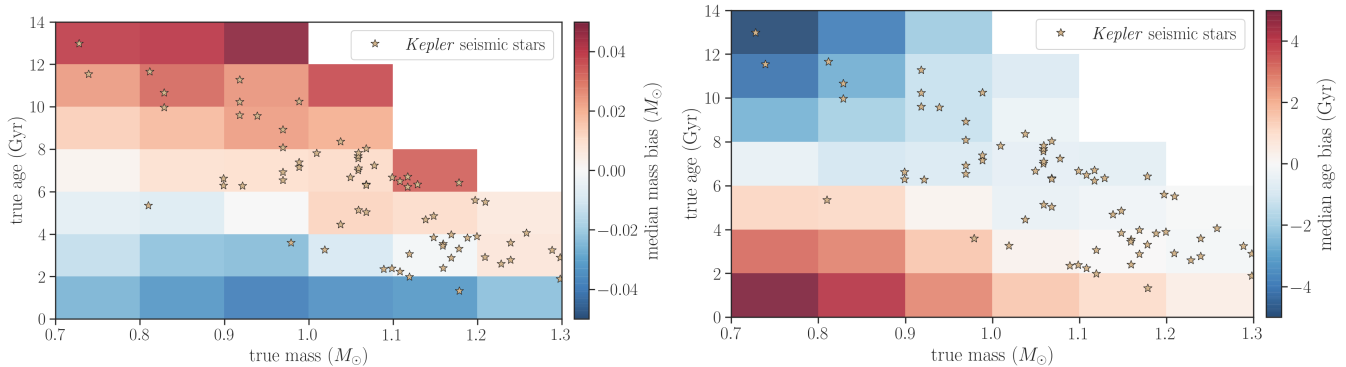 14
12
10
8
6
4
2
0
true age (Gyr)
0.7 0.8 0.9 1.0 1.1 1.2 1.3
true mass (M⊙)
Kepler seismic stars
0.04
0.02
0.00
−0.02
−0.04
median mass bias (M⊙)
14
12
10
8
6
4
2
0
true age (Gyr)
0.7 0.8 0.9 1.0 1.1 1.2 1.3
true mass (M⊙)
Kepler seismic stars
4
2
0
−2
−4
median age bias (Gyr)